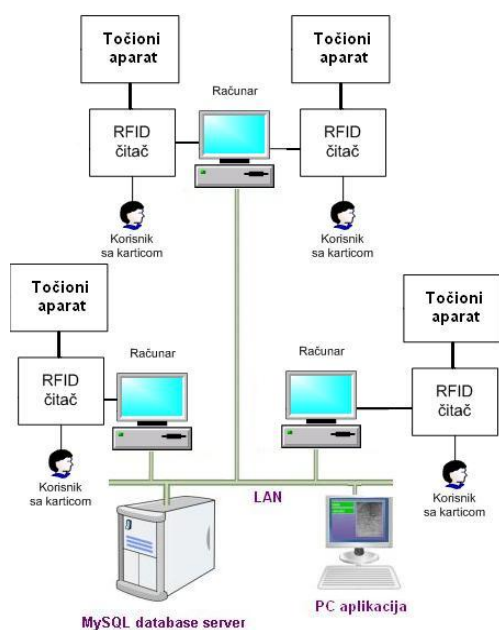 Točioni
aparat
Točioni
aparat
Računar
RFID
čitač
RFID
čitač
Korisnik
sa karticom
Korisnik
sa karticom
Točioni
aparat
Točioni
aparat
Računar
Računar
RFID
čitač
RFID
čitač
Korisnik
sa karticom
Korisnik
sa karticom
LAN
MySQL database server
PC aplikacija